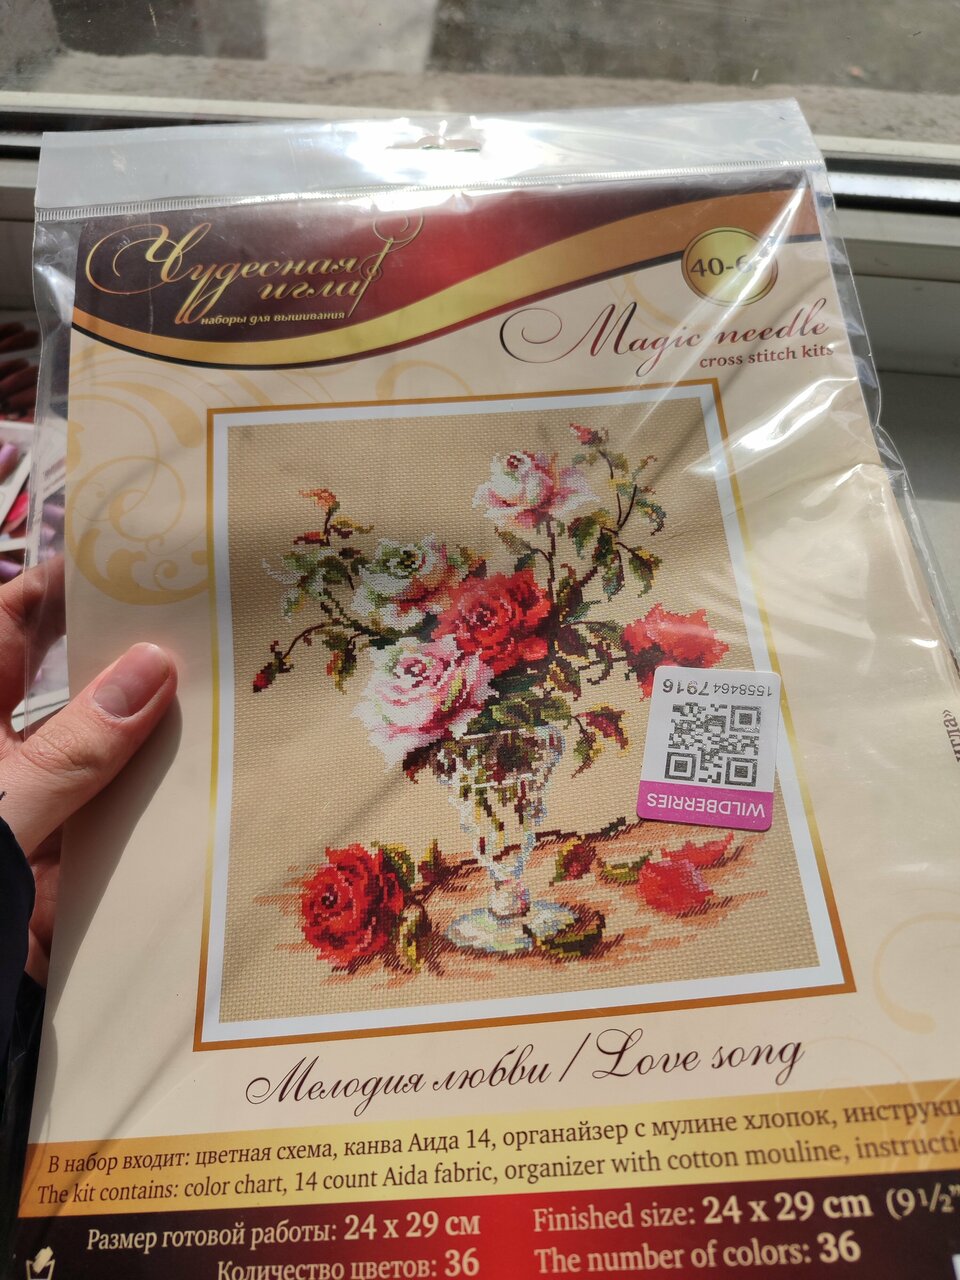 Чудесная
игла
наборы для вышивания
40-6
Magic needle
cross stitch kits
1558464 7916
WILDBERRIES
Мелодия любви / Love song
В набор входит: цветная схема, канва Аида 14, органайзер с мулине хлопок,
The kit contains: color chart, 14 count Aida fabric, organizer with cotton mouline,
Размер готовой работы: 24 x 29 см
Finished size: 24 x 29 cm (9 1/2"
Количество цветов: 36
The number of colors: 36